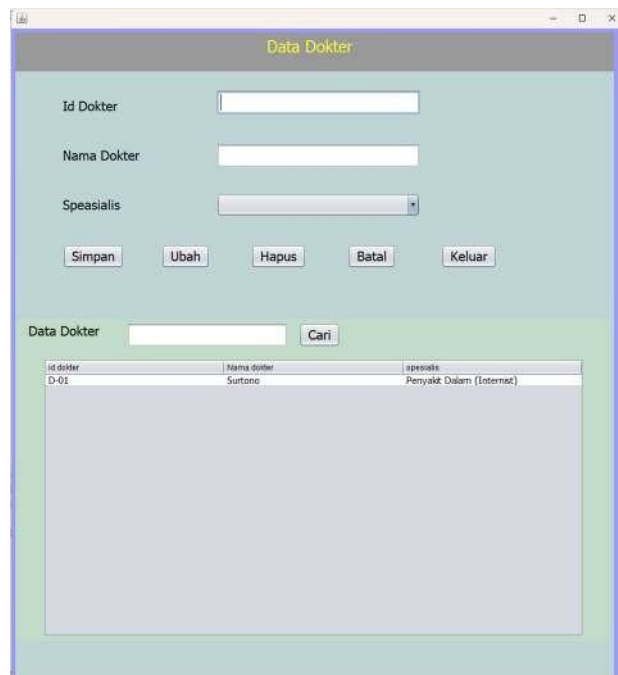 Data Dokter
Id Dokter
Nama Dokter
Speasialis
Simpan Ubah Hapus Batal Keluar
Data Dokter Cari
id dokter Nama dokter spesialis
D-01 Surtono Penyakit Dalam (Internist)